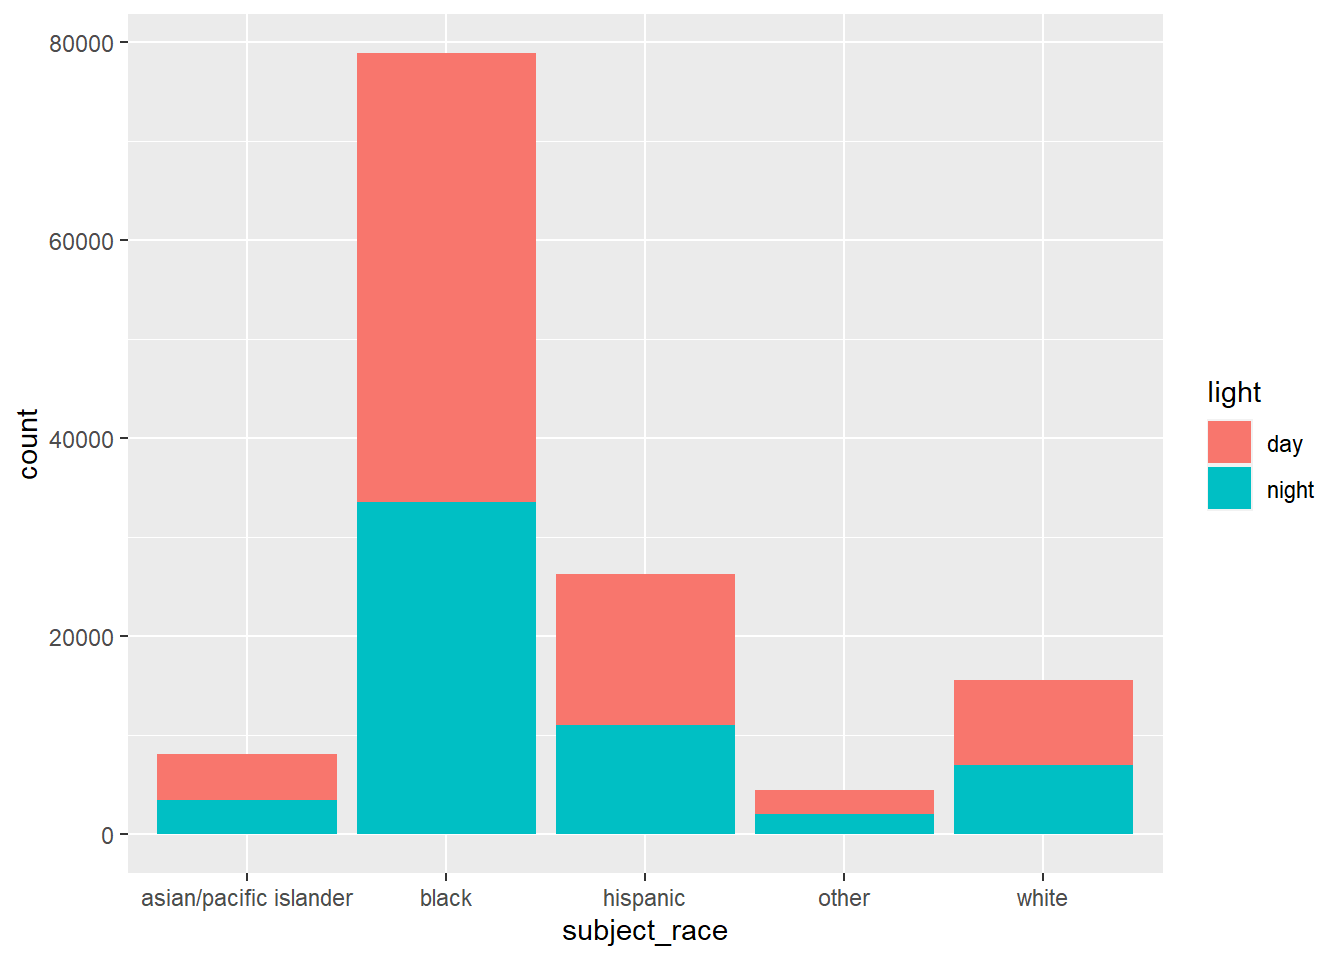 80000
60000
40000
20000
0
count
asian/pacific islander
black
hispanic
other
white
subject_race
light
day
night